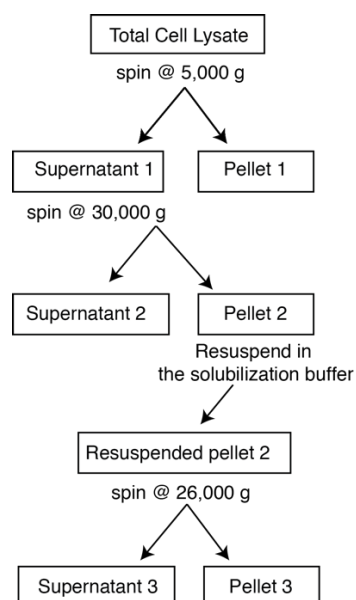 Total Cell Lysate
spin @ 5,000 g
Supernatant 1
Pellet 1
spin @ 30,000 g
Supernatant 2
Pellet 2
Resuspend in
the solubilization buffer
Resuspended pellet 2
spin @ 26,000 g
Supernatant 3
Pellet 3